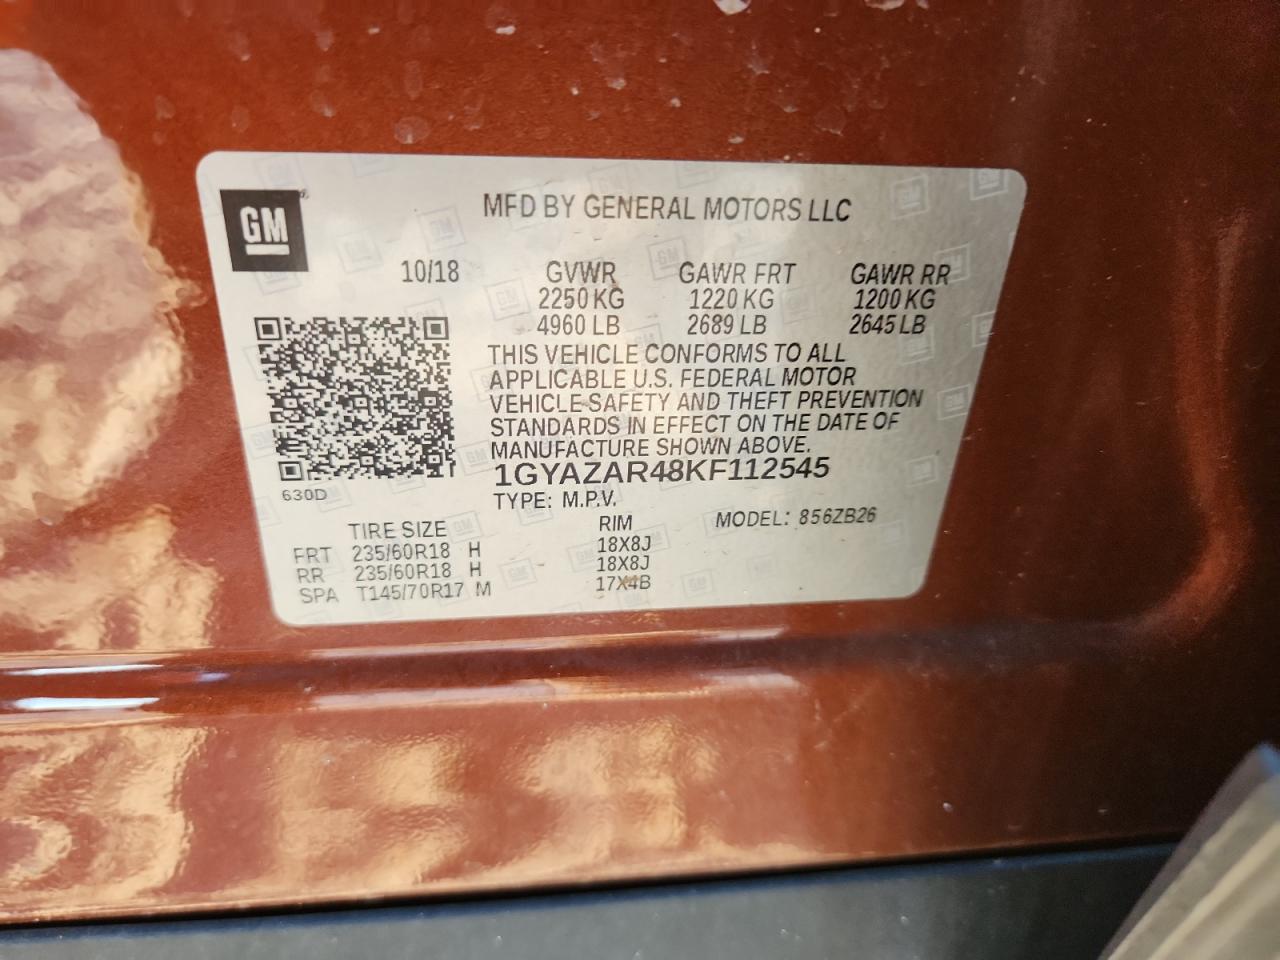 GM
MFD BY GENERAL MOTORS LLC
10/18 GVWR GAWR FRT GAWR RR
2250 KG 1220 KG 1200 KG
4960 LB 2689 LB 2645 LB
THIS VEHICLE CONFORMS TO ALL
APPLICABLE U.S. FEDERAL MOTOR
VEHICLE SAFETY AND THEFT PREVENTION
STANDARDS IN EFFECT ON THE DATE OF
MANUFACTURE SHOWN ABOVE.
1GYAZAR48KF112545
630D
TYPE: M.P.V.
TIRE SIZE RIM MODEL: 856ZB26
FRT 235/60R18 H 18X8J
RR 235/60R18 H 18X8J
SPA T145/70R17 M 17X4B